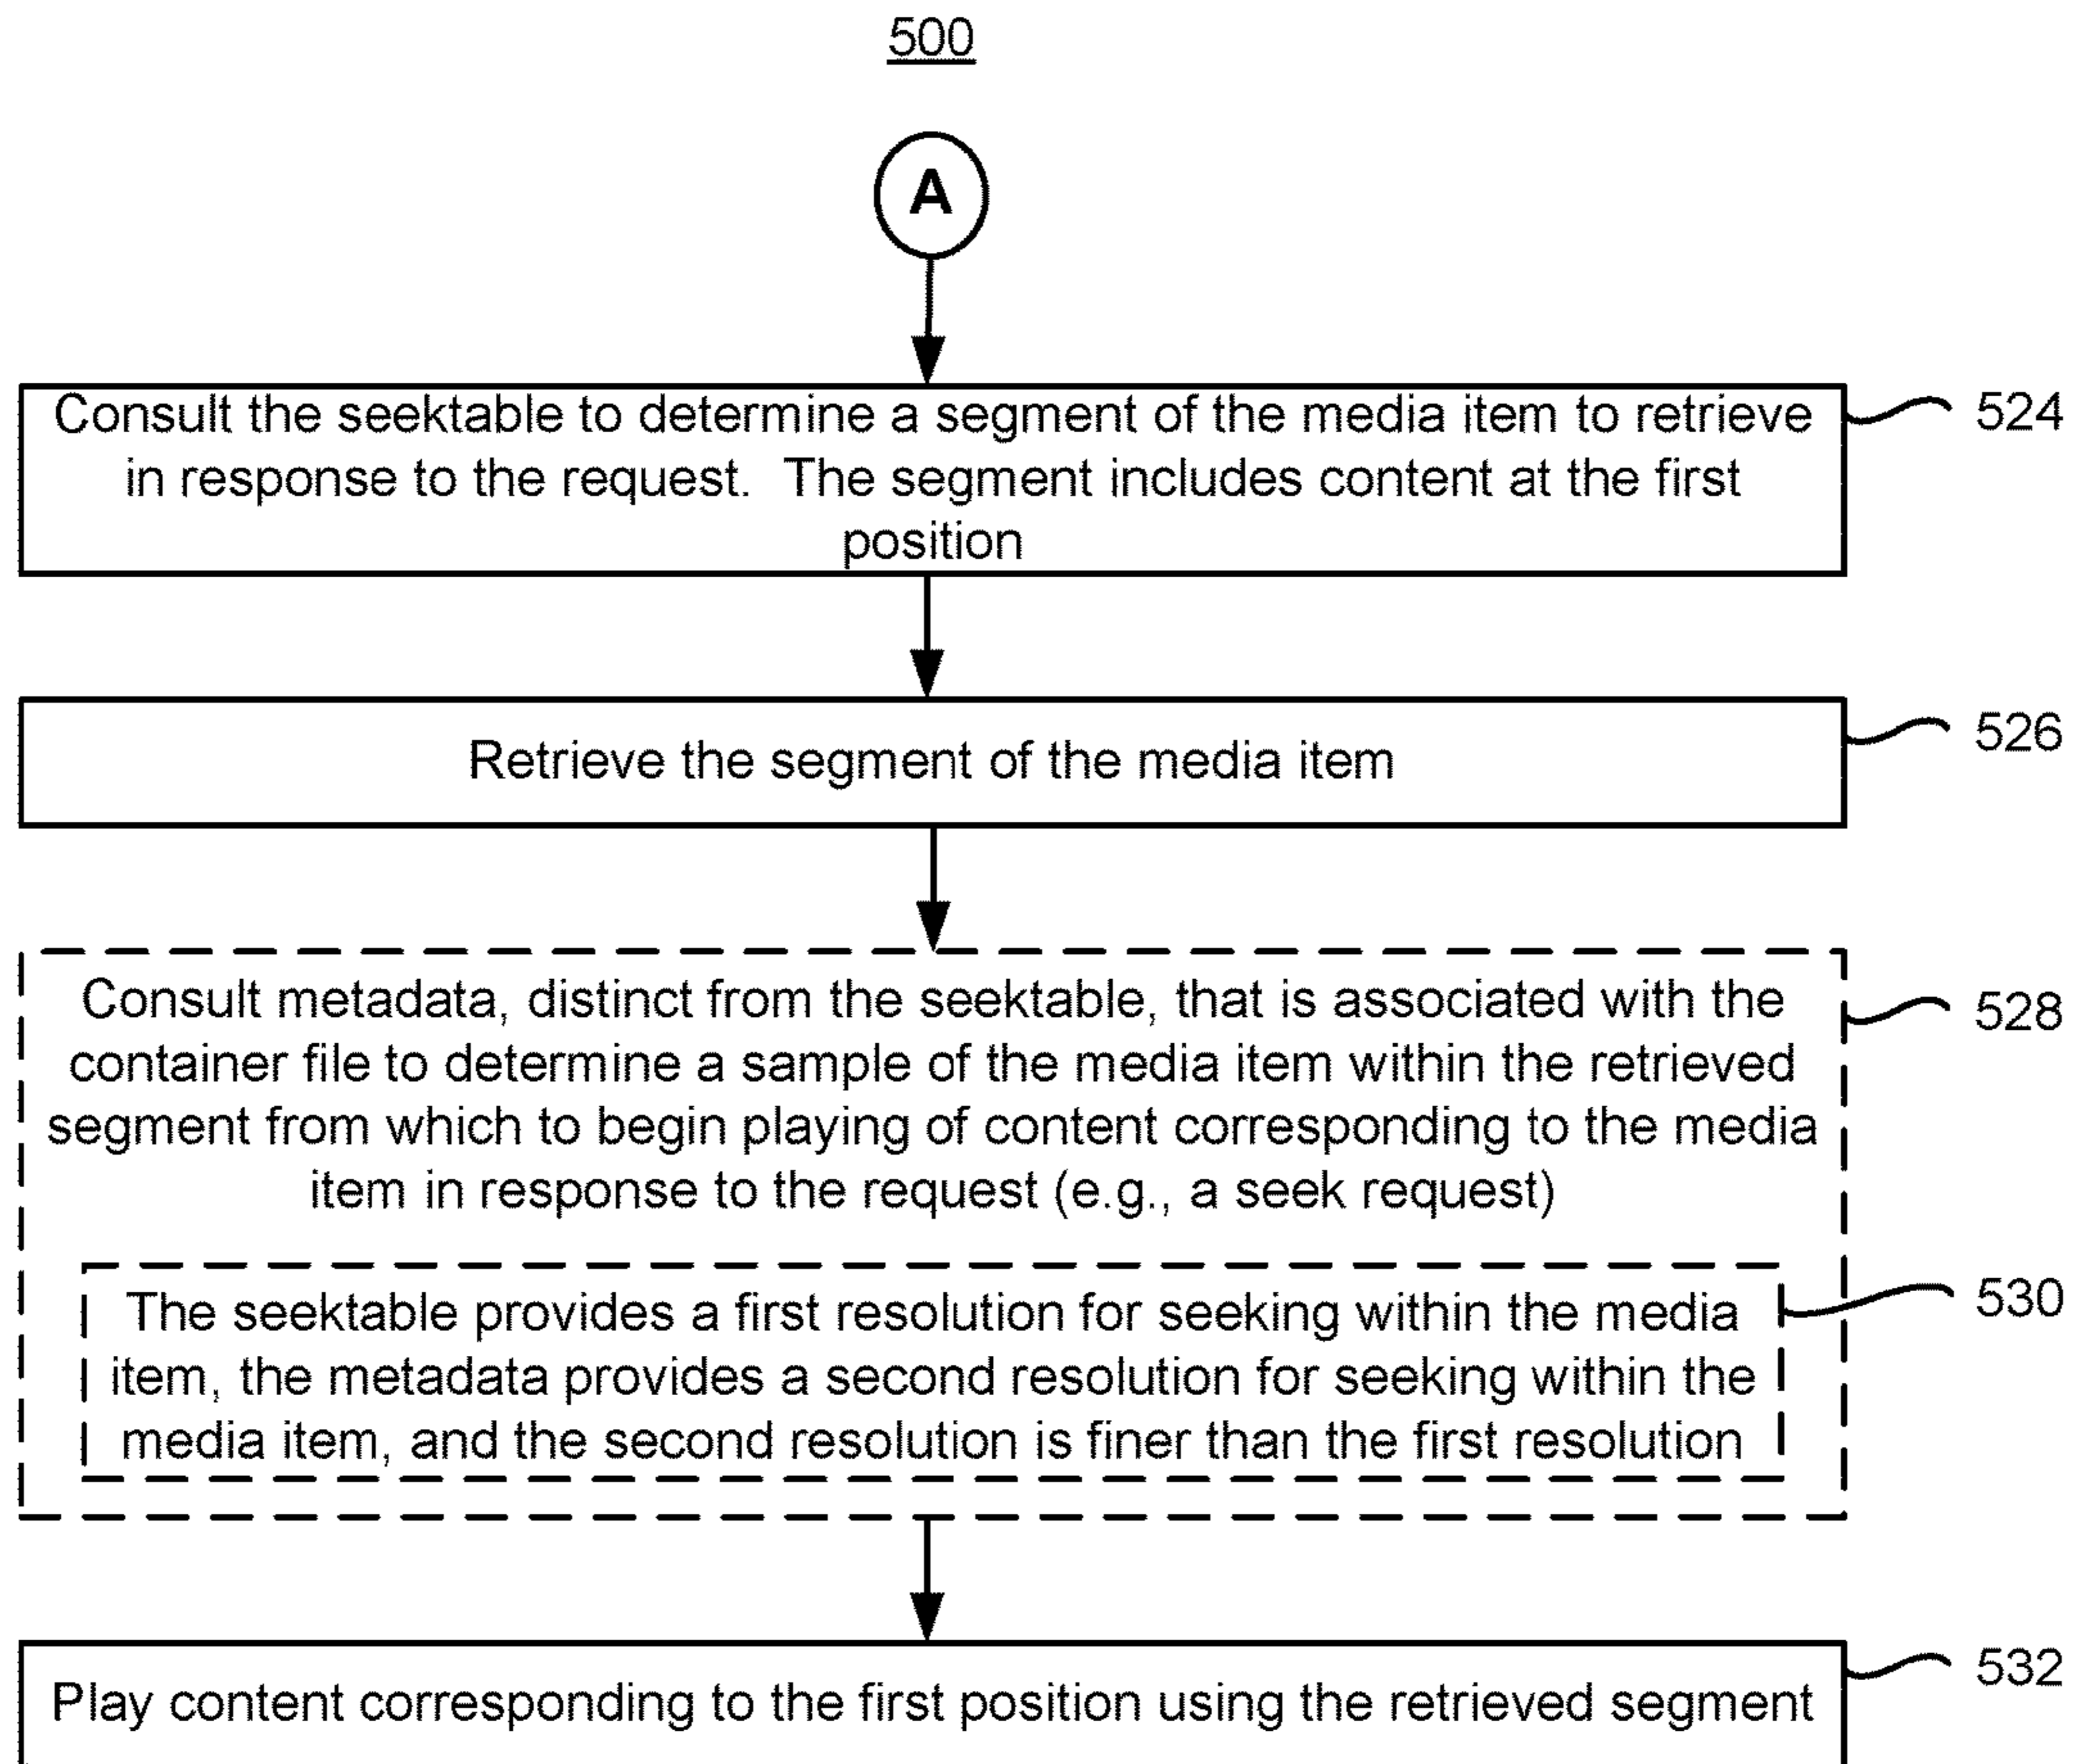 500
A
Consult the seektable to determine a segment of the media item to retrieve
in response to the request.  The segment includes content at the first
position
524
Retrieve the segment of the media item
526
Consult metadata, distinct from the seektable, that is associated with the
container file to determine a sample of the media item within the retrieved
segment from which to begin playing of content corresponding to the media
item in response to the request (e.g., a seek request)
528
The seektable provides a first resolution for seeking within the media
item, the metadata provides a second resolution for seeking within the
media item, and the second resolution is finer than the first resolution
530
Play content corresponding to the first position using the retrieved segment
532